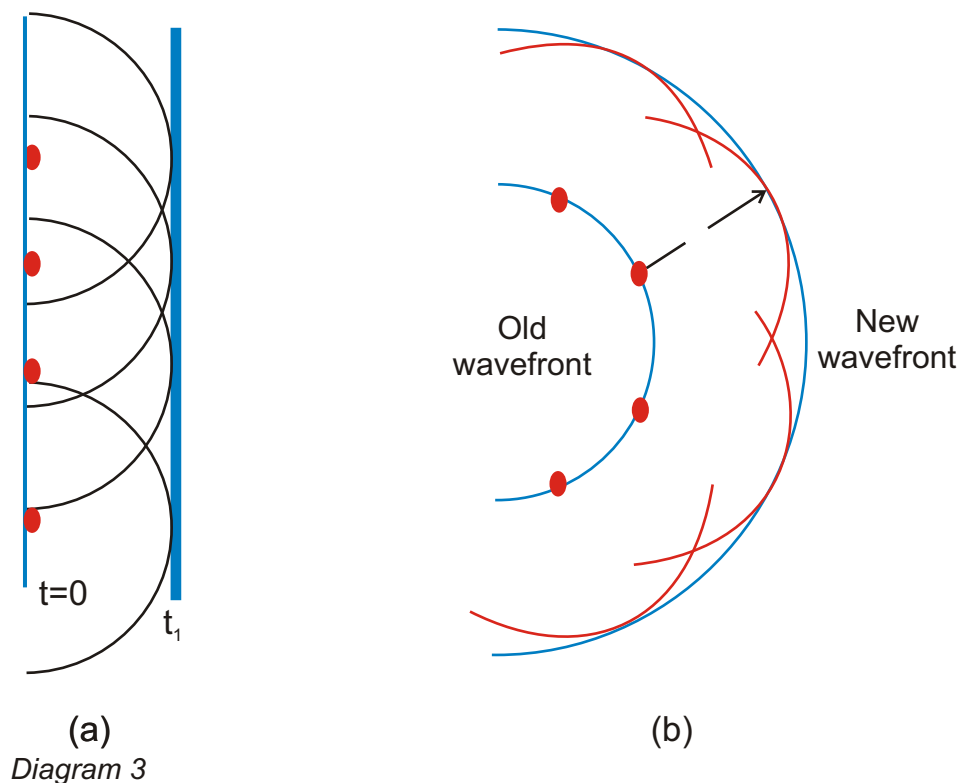 t=0
t₁
(a)
Diagram 3
Old
wavefront
New
wavefront
(b)